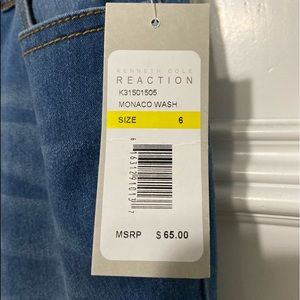 KENNETH COLE
REACTION
K31501505
MONACO WASH
SIZE 6
MSRP $65.00